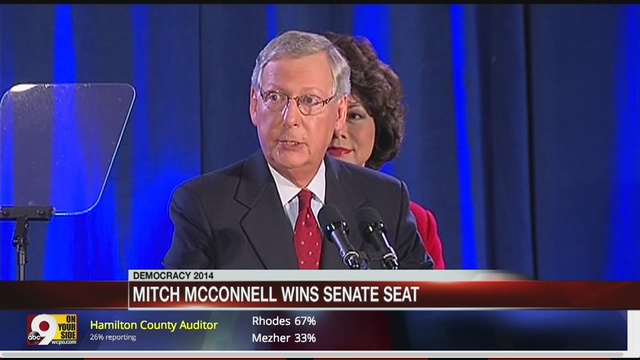 DEMOCRACY 2014
MITCH MCCONNELL WINS SENATE SEAT
abc 9 ON YOUR SIDE
wcpo.com
Hamilton County Auditor
26% reporting
Rhodes 67%
Mezher 33%